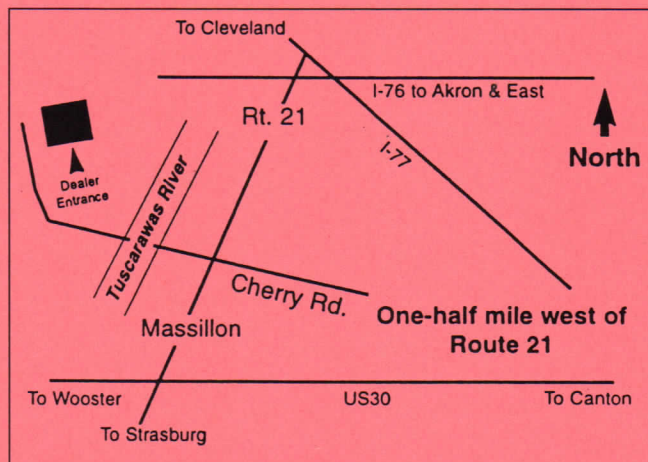 To Cleveland
I-76 to Akron & East
Rt. 21
I-77
North
Dealer
Entrance
Tuscarawas River
Cherry Rd.
One-half mile west of
Route 21
Massillon
To Wooster
US30
To Canton
To Strasburg